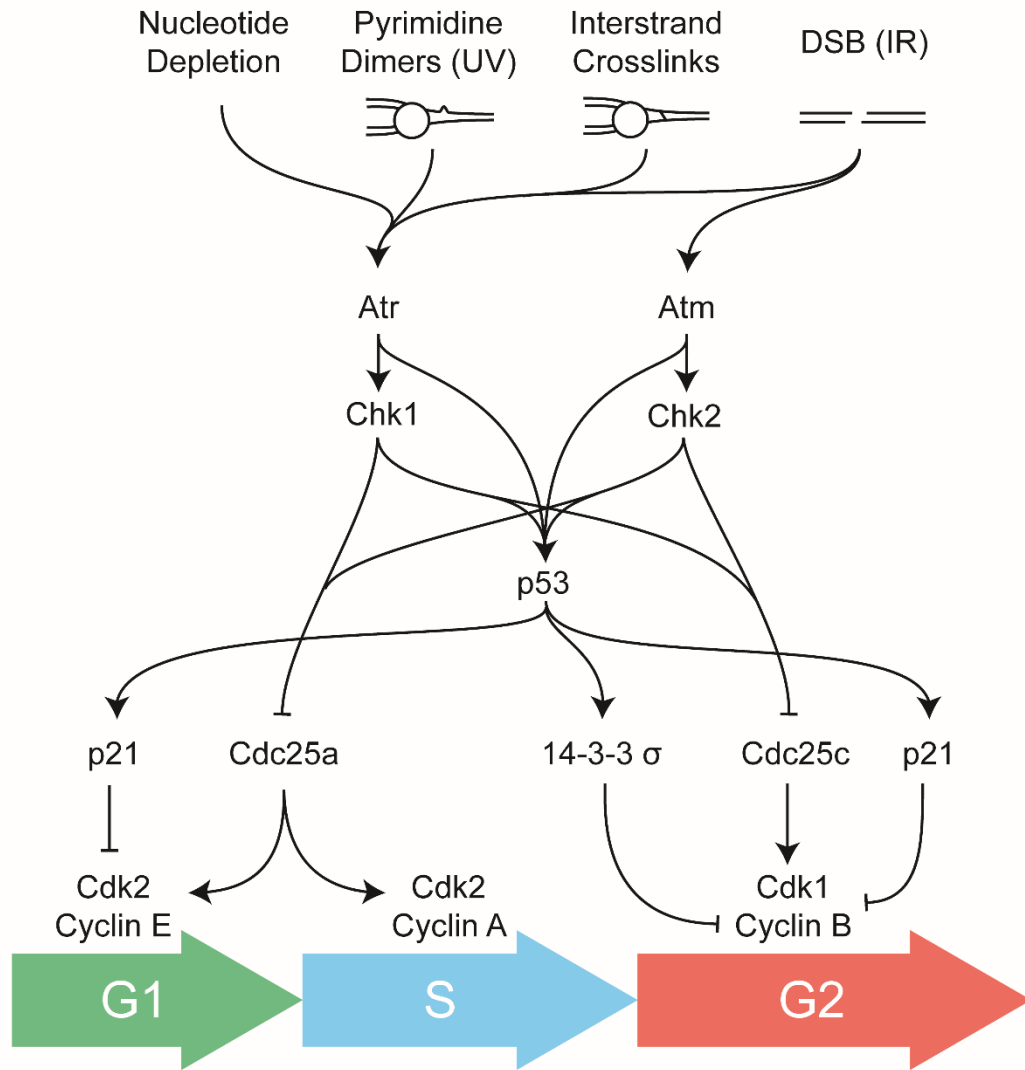 Nucleotide
Depletion
Pyrimidine
Dimers (UV)
Interstrand
Crosslinks
DSB (IR)
Atr
Atm
Chk1
Chk2
p53
p21
Cdc25a
14-3-3 σ
Cdc25c
p21
Cdk2
Cyclin E
Cdk2
Cyclin A
Cdk1
Cyclin B
G1
S
G2